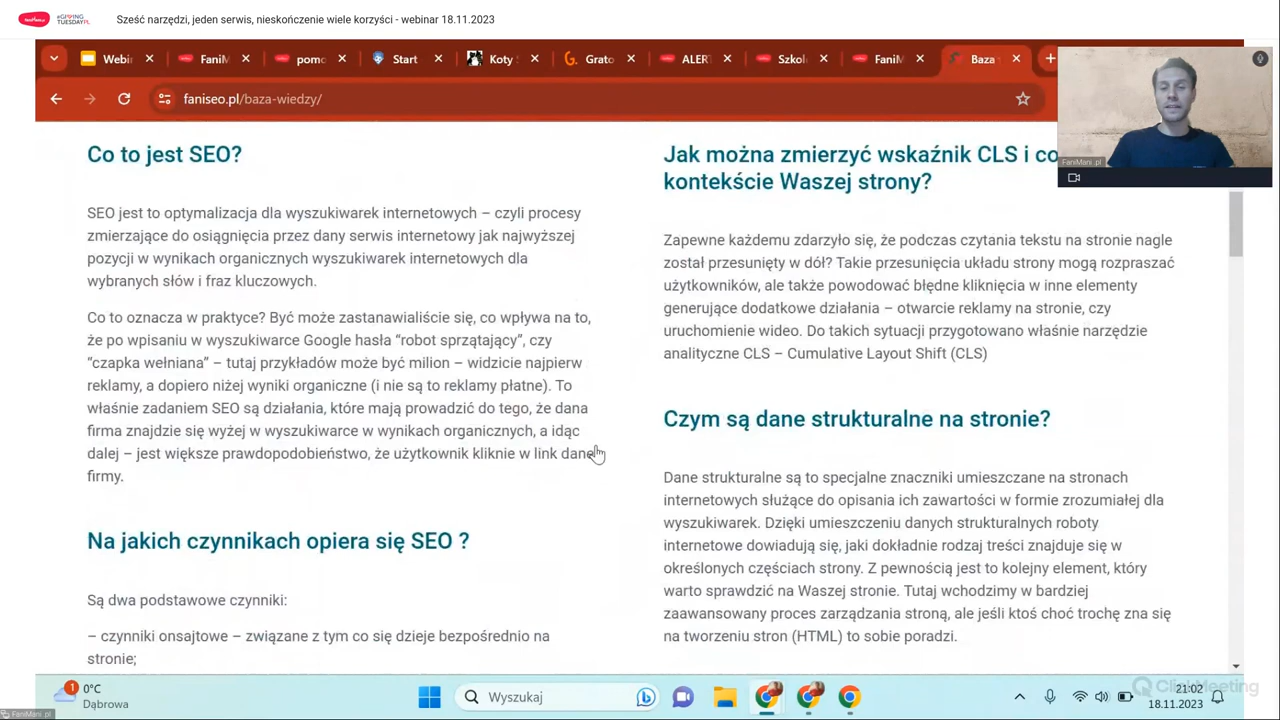 FaniMani.pl
#GIVING
TUESDAYPL
Sześć narzędzi, jeden serwis, nieskończenie wiele korzyści - webinar 18.11.2023
Webin
FaniM
pomo
Start
Koty
Grato
ALERT
Szkol
FaniM
Baza
faniseo.pl/baza-wiedzy/
FaniMani .pl
Co to jest SEO?
SEO jest to optymalizacja dla wyszukiwarek internetowych – czyli procesy
zmierzające do osiągnięcia przez dany serwis internetowy jak najwyższej
pozycji w wynikach organicznych wyszukiwarek internetowych dla
wybranych słów i fraz kluczowych.
Co to oznacza w praktyce? Być może zastanawialiście się, co wpływa na to,
że po wpisaniu w wyszukiwarce Google hasła “robot sprzątający”, czy
“czapka wełniana” – tutaj przykładów może być milion – widzicie najpierw
reklamy, a dopiero niżej wyniki organiczne (i nie są to reklamy płatne). To
właśnie zadaniem SEO są działania, które mają prowadzić do tego, że dana
firma znajdzie się wyżej w wyszukiwarce w wynikach organicznych, a idąc
dalej – jest większe prawdopodobieństwo, że użytkownik kliknie w link danej
firmy.
Na jakich czynnikach opiera się SEO ?
Są dwa podstawowe czynniki:
– czynniki onsajtowe – związane z tym co się dzieje bezpośrednio na
stronie;
Jak można zmierzyć wskaźnik CLS i co
kontekście Waszej strony?
Zapewne każdemu zdarzyło się, że podczas czytania tekstu na stronie nagle
został przesunięty w dół? Takie przesunięcia układu strony mogą rozpraszać
użytkowników, ale także powodować błędne kliknięcia w inne elementy
generujące dodatkowe działania – otwarcie reklamy na stronie, czy
uruchomienie wideo. Do takich sytuacji przygotowano właśnie narzędzie
analityczne CLS – Cumulative Layout Shift (CLS)
Czym są dane strukturalne na stronie?
Dane strukturalne są to specjalne znaczniki umieszczane na stronach
internetowych służące do opisania ich zawartości w formie zrozumiałej dla
wyszukiwarek. Dzięki umieszczeniu danych strukturalnych roboty
internetowe dowiadują się, jaki dokładnie rodzaj treści znajduje się w
określonych częściach strony. Z pewnością jest to kolejny element, który
warto sprawdzić na Waszej stronie. Tutaj wchodzimy w bardziej
zaawansowany proces zarządzania stroną, ale jeśli ktoś choć trochę zna się
na tworzeniu stron (HTML) to sobie poradzi.
ClickMeeting
1
0°C
Dąbrowa
Wyszukaj
21:02
18.11.2023
FaniMani .pl